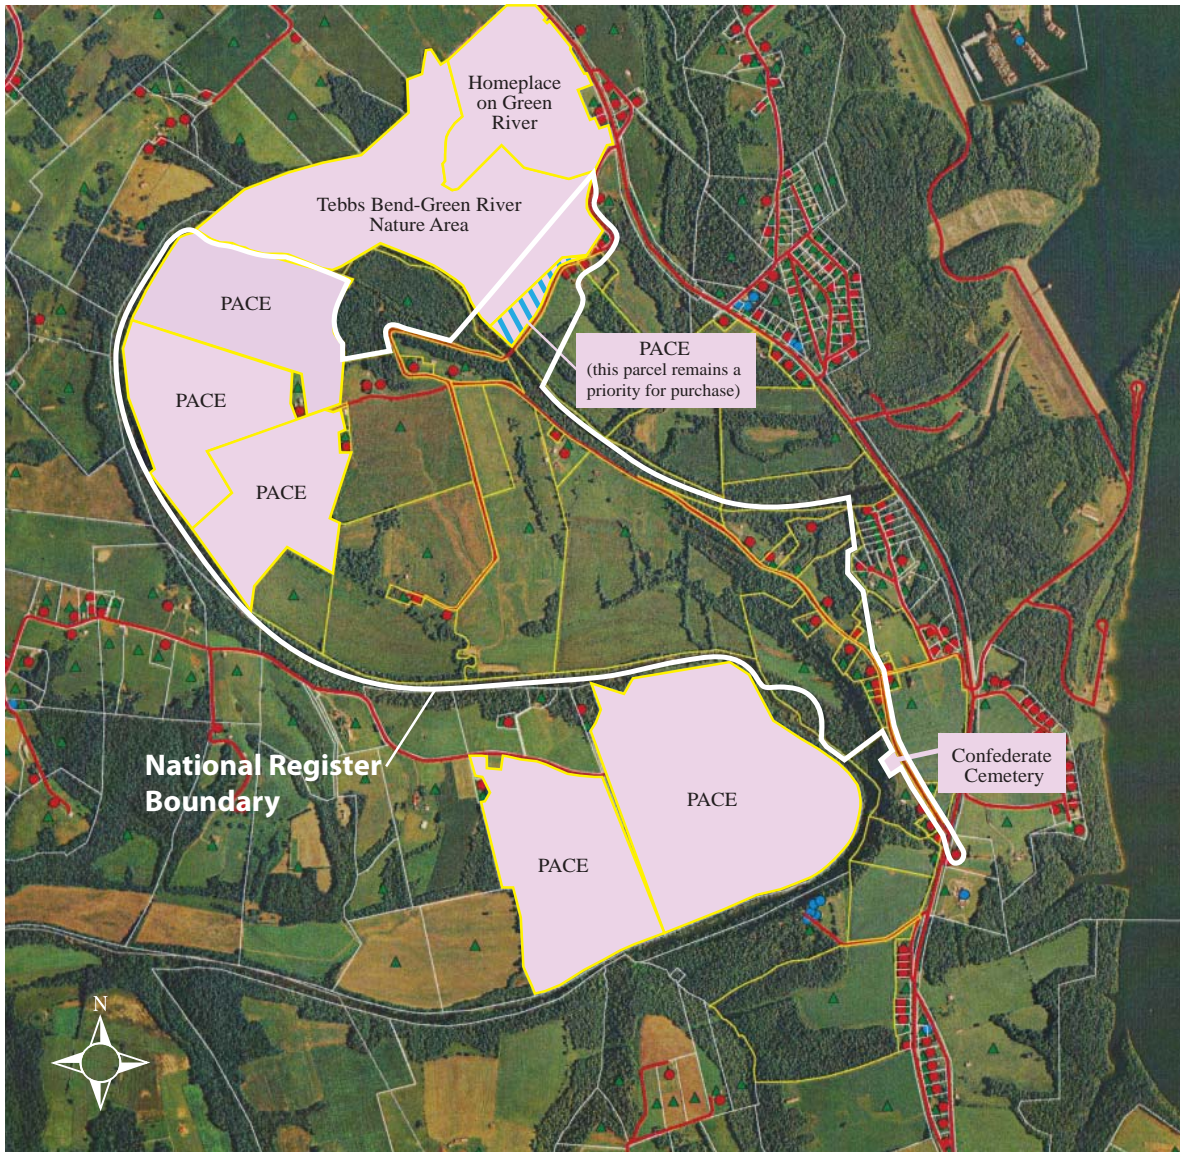 Homeplace
on Green
River
Tebbs Bend-Green River
Nature Area
PACE
PACE
(this parcel remains a
priority for purchase)
PACE
PACE
National Register
Boundary
Confederate
Cemetery
PACE
PACE
N